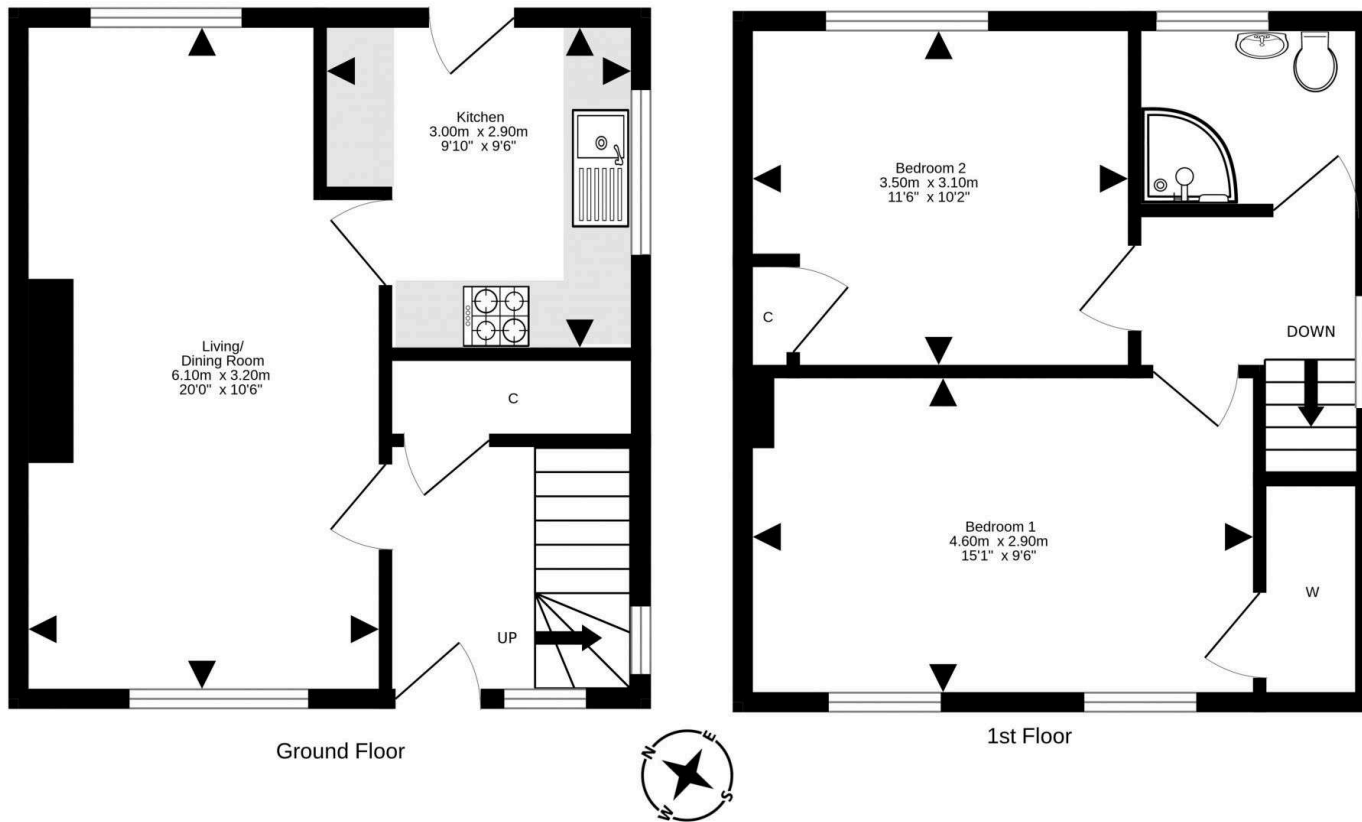 Kitchen
3.00m x 2.90m
9'10" x 9'6"
Living/
Dining Room
6.10m x 3.20m
20'0" x 10'6"
C
UP
Ground Floor
Bedroom 2
3.50m x 3.10m
11'6" x 10'2"
C
DOWN
Bedroom 1
4.60m x 2.90m
15'1" x 9'6"
W
1st Floor
N
E
W
S